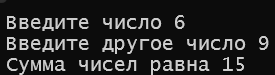 Введите число 6
Введите другое число 9
Сумма чисел равна 15